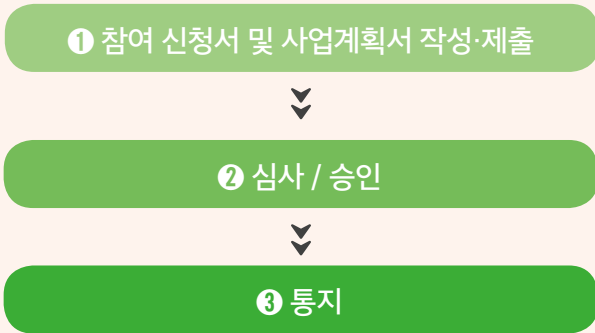 ❶ 참여 신청서 및 사업계획서 작성·제출
❷ 심사 / 승인
❸ 통지